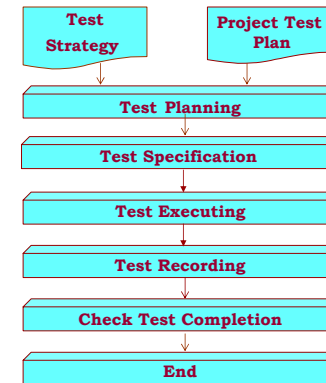 Test
Strategy
Project Test
Plan
Test Planning
Test Specification
Test Executing
Test Recording
Check Test Completion
End